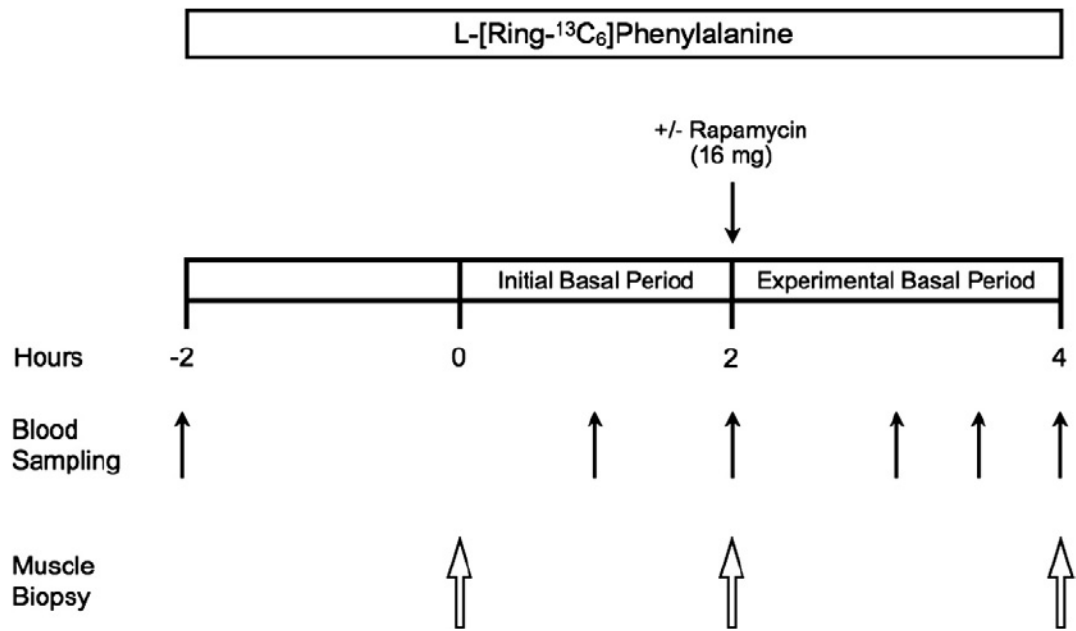 L-[Ring-¹³C₆]Phenylalanine
+/- Rapamycin
(16 mg)
Initial Basal Period Experimental Basal Period
Hours -2 0 2 4
Blood
Sampling
Muscle
Biopsy